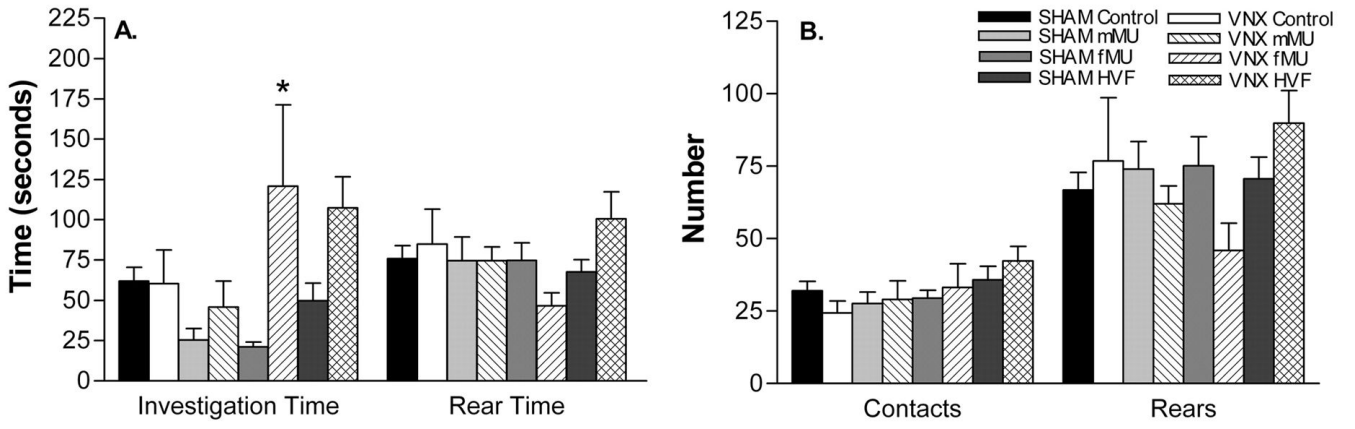 A.
Time (seconds)
225
200
175
150
125
100
75
50
25
0
*
Investigation Time
Rear Time
B.
Number
125
100
75
50
25
0
SHAM Control
VNX Control
SHAM mMU
VNX mMU
SHAM fMU
VNX fMU
SHAM HVF
VNX HVF
Contacts
Rears